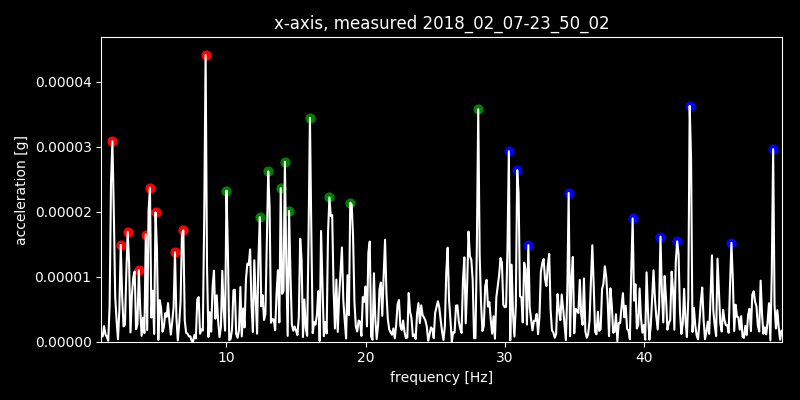 x-axis, measured 2018_02_07-23_50_02
0.00004
0.00003
0.00002
0.00001
0.00000
acceleration [g]
10 20 30 40
frequency [Hz]